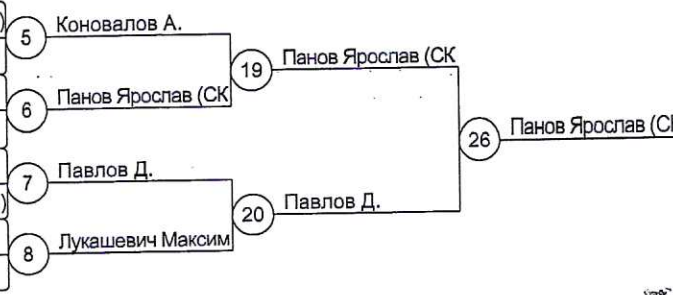 )
5
Коновалов А.
19
Панов Ярослав (СК
6
Панов Ярослав (СК
26
Панов Ярослав (С
7
Павлов Д.
)
20
Павлов Д.
8
Лукашевич Максим